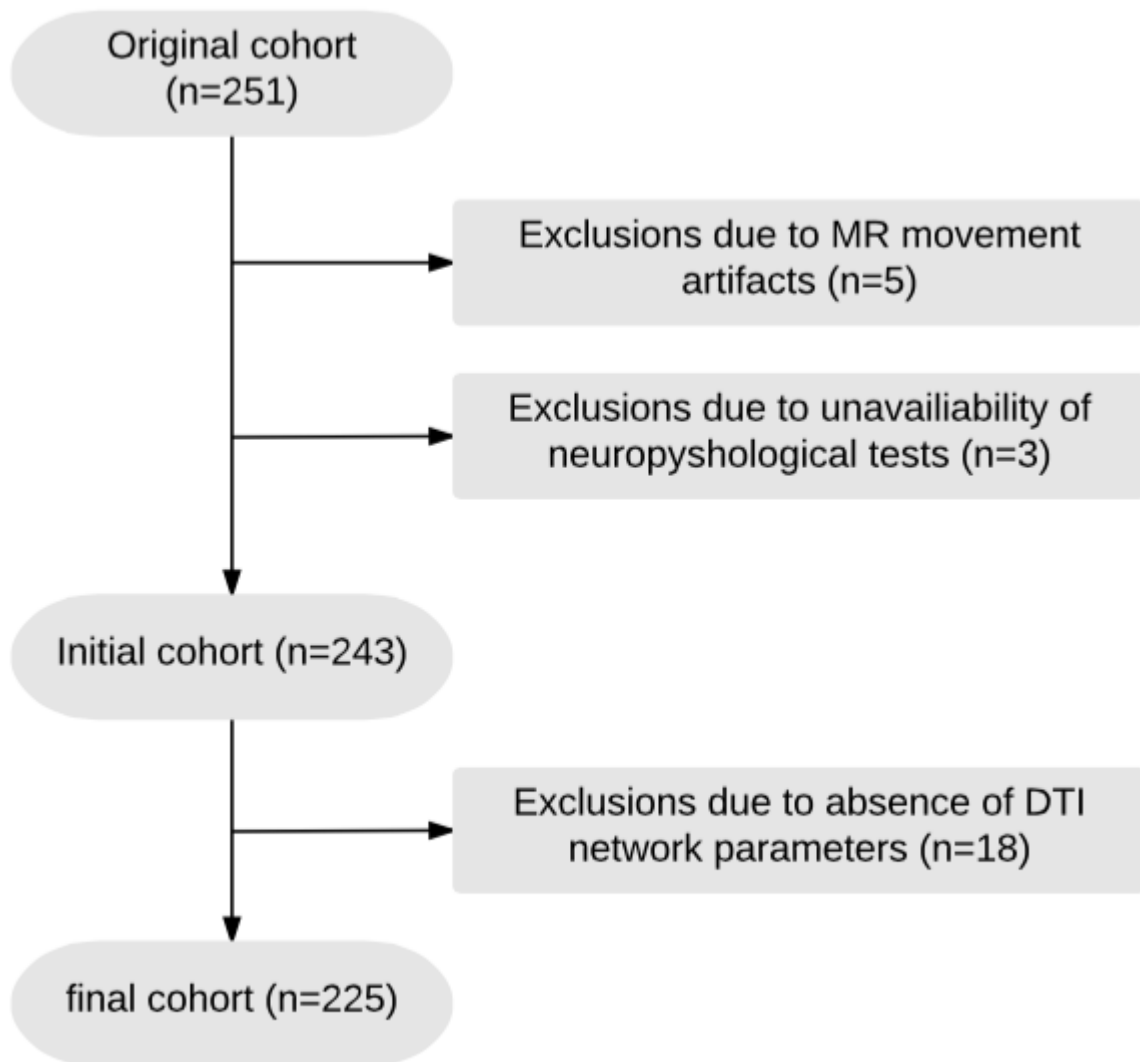 Original cohort
(n=251)
Exclusions due to MR movement
artifacts (n=5)
Exclusions due to unavailiability of
neuropyshological tests (n=3)
Initial cohort (n=243)
Exclusions due to absence of DTI
network parameters (n=18)
final cohort (n=225)